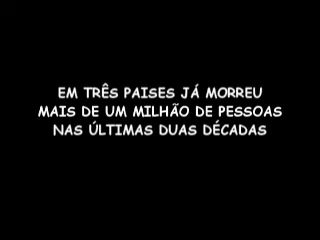 EM TRÊS PAISES JÁ MORREU
MAIS DE UM MILHÃO DE PESSOAS
NAS ÚLTIMAS DUAS DÉCADAS